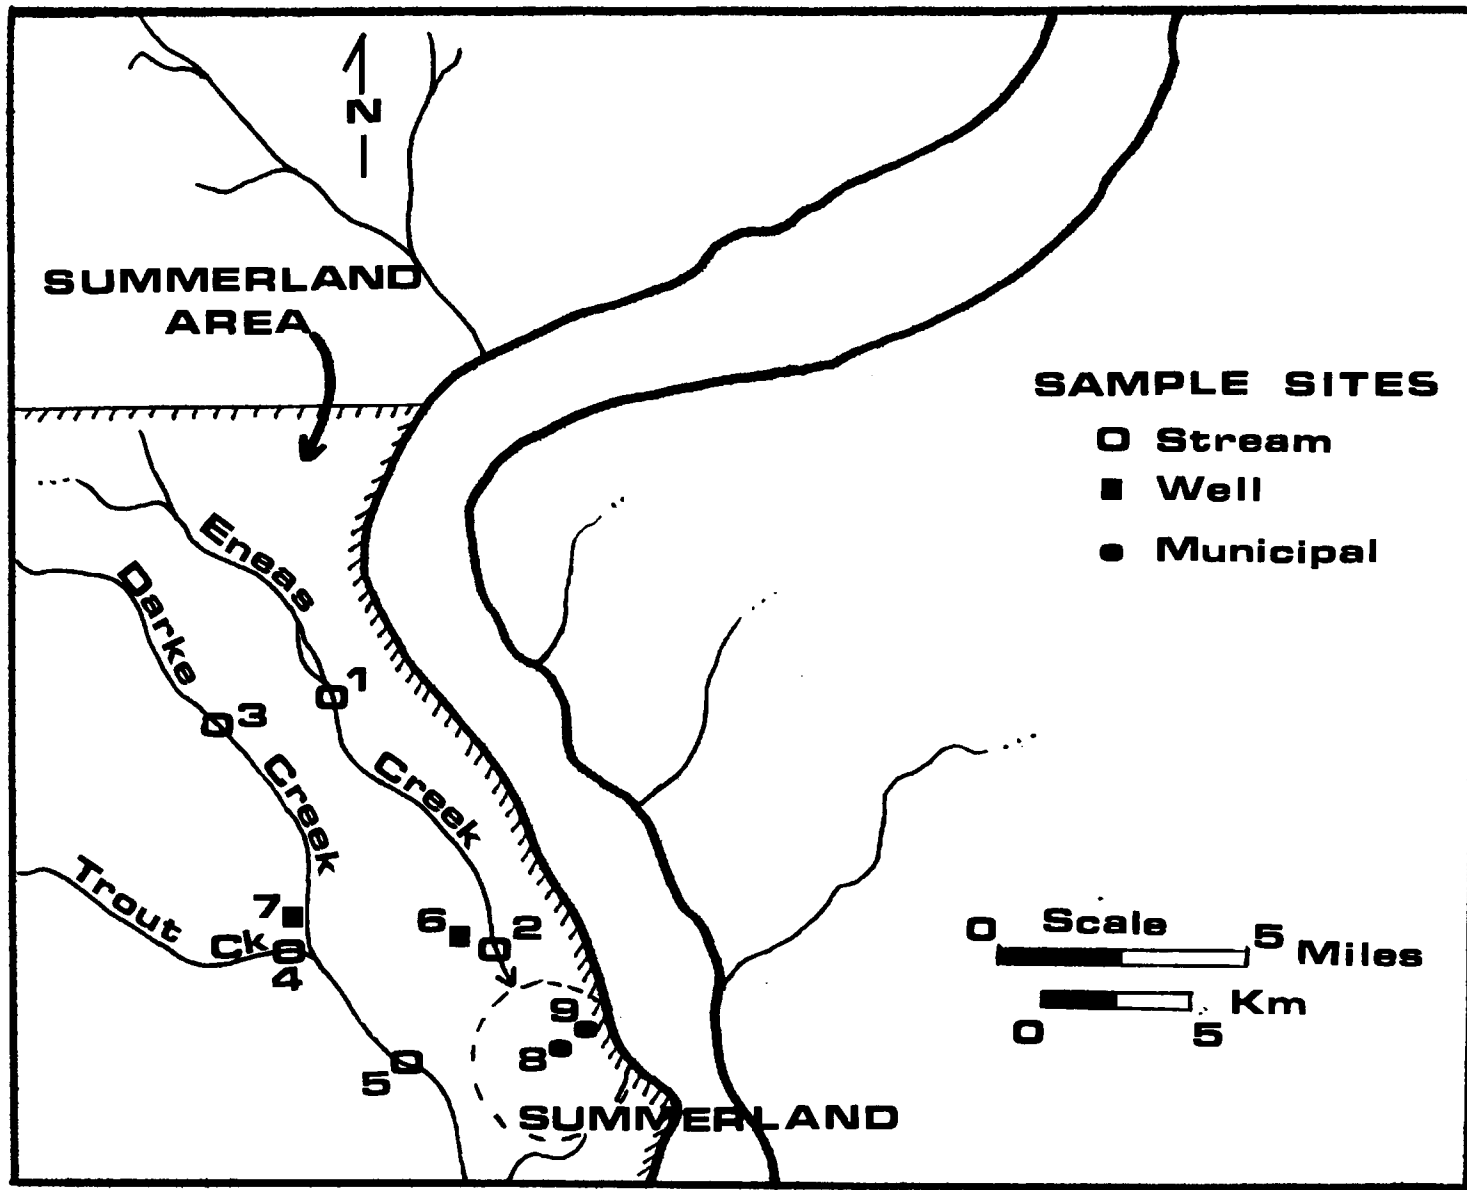 N
SUMMERLAND
AREA
SAMPLE SITES
Stream
Well
Municipal
Eneas
Creek
Darke
Creek
Trout
Ck
1
3
7
6
2
4
9
8
5
SUMMERLAND
0 Scale 5 Miles
Km
0 5